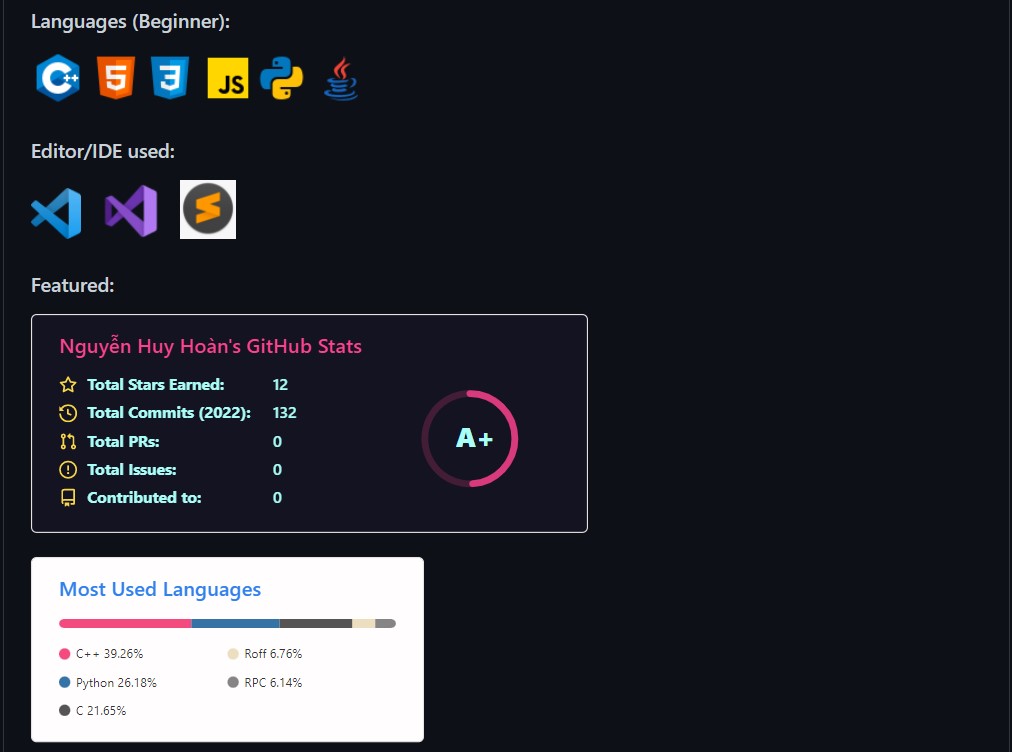 Languages (Beginner):
C++ 5 3 JS
Editor/IDE used:
Featured:
Nguyễn Huy Hoàn's GitHub Stats
Total Stars Earned: 12
Total Commits (2022): 132
Total PRs: 0
Total Issues: 0
Contributed to: 0
A+
Most Used Languages
C++ 39.26%
Python 26.18%
C 21.65%
Roff 6.76%
RPC 6.14%